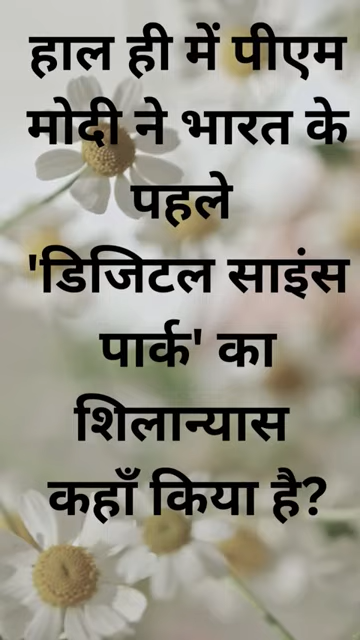 हाल ही में पीएम
मोदी ने भारत के
पहले
'डिजिटल साइंस
पार्क' का
शिलान्यास
कहाँ किया है?